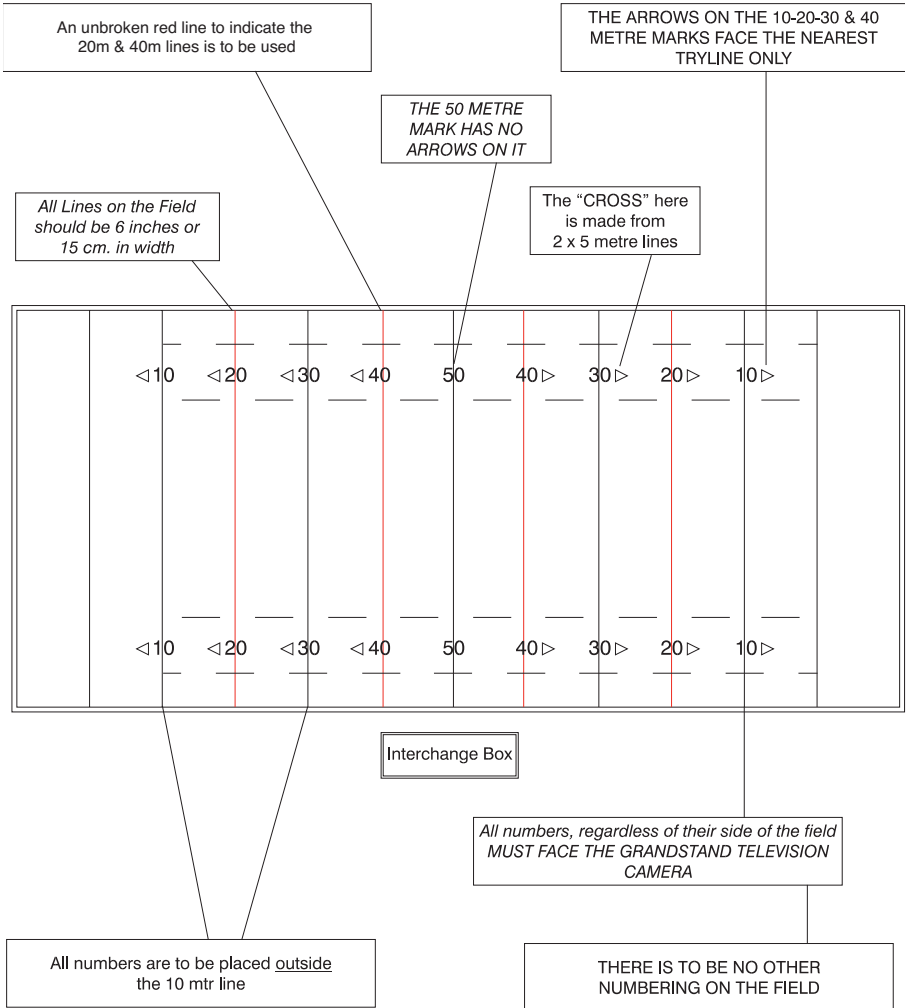 An unbroken red line to indicate the
20m & 40m lines is to be used
THE ARROWS ON THE 10-20-30 & 40
METRE MARKS FACE THE NEAREST
TRYLINE ONLY
THE 50 METRE
MARK HAS NO
ARROWS ON IT
All Lines on the Field
should be 6 inches or
15 cm. in width
The “CROSS” here
is made from
2 x 5 metre lines
10 20 30 40 50 40 30 20 10
10 20 30 40 50 40 30 20 10
Interchange Box
All numbers, regardless of their side of the field
MUST FACE THE GRANDSTAND TELEVISION
CAMERA
All numbers are to be placed outside
the 10 mtr line
THERE IS TO BE NO OTHER
NUMBERING ON THE FIELD